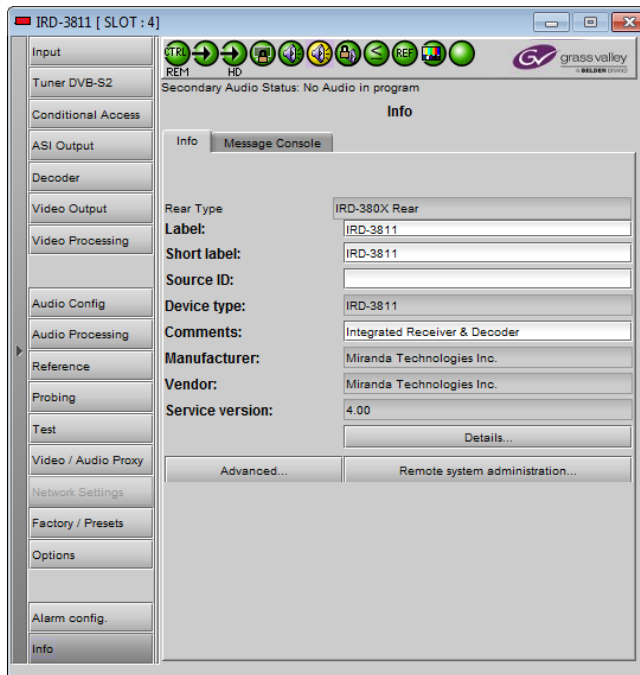 IRD-3811 [ SLOT : 4]
Input
Tuner DVB-S2
Conditional Access
ASI Output
Decoder
Video Output
Video Processing
Audio Config
Audio Processing
Reference
Probing
Test
Video / Audio Proxy
Network Settings
Factory / Presets
Options
Alarm config.
Info
CTRL
REM
HD
REF
grass valley
A BELDEN BRAND
Secondary Audio Status: No Audio in program
Info
Info Message Console
Rear Type IRD-380X Rear
Label: IRD-3811
Short label: IRD-3811
Source ID:
Device type: IRD-3811
Comments: Integrated Receiver & Decoder
Manufacturer: Miranda Technologies Inc.
Vendor: Miranda Technologies Inc.
Service version: 4.00
Details...
Advanced... Remote system administration...